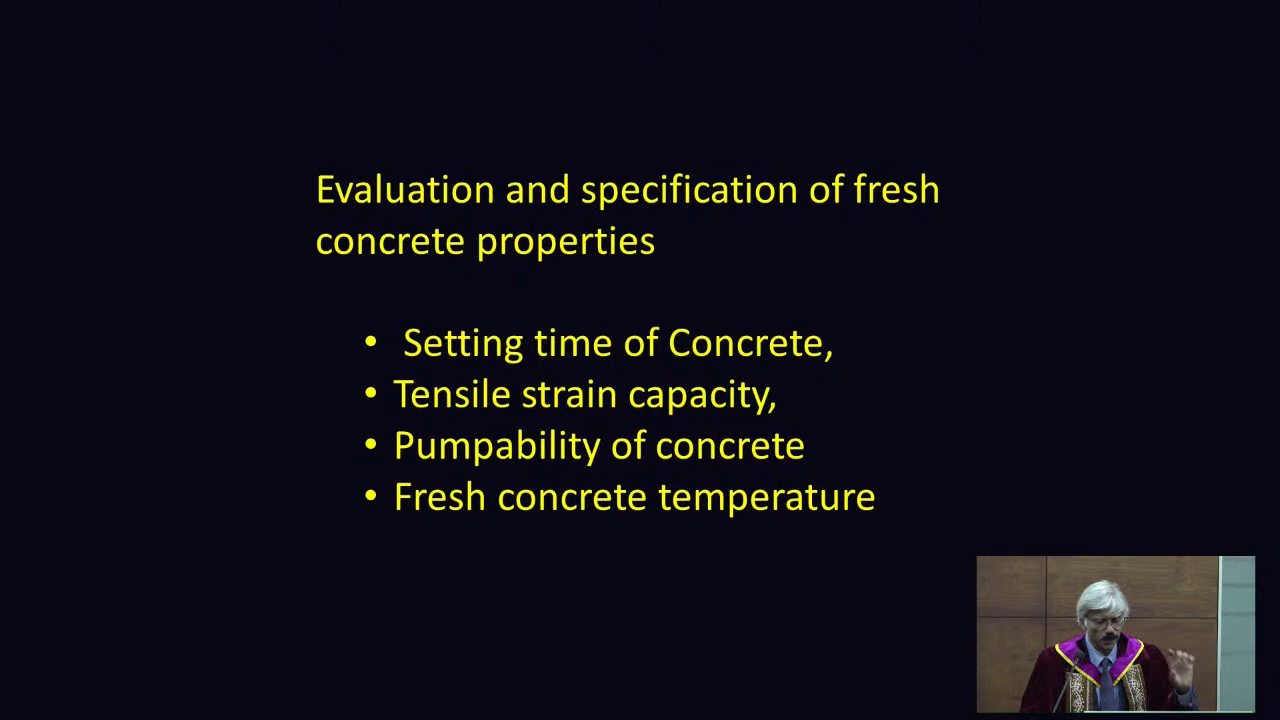 Evaluation and specification of fresh
concrete properties
• Setting time of Concrete,
• Tensile strain capacity,
• Pumpability of concrete
• Fresh concrete temperature